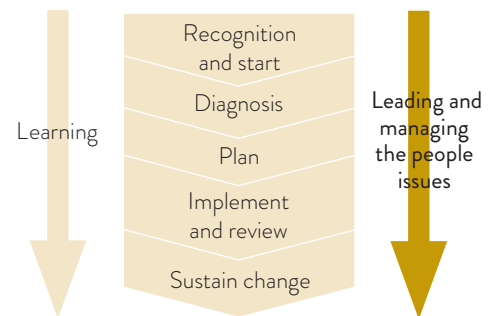 Recognition
and start
Diagnosis
Plan
Implement
and review
Sustain change
Learning
Leading and
managing
the people
issues